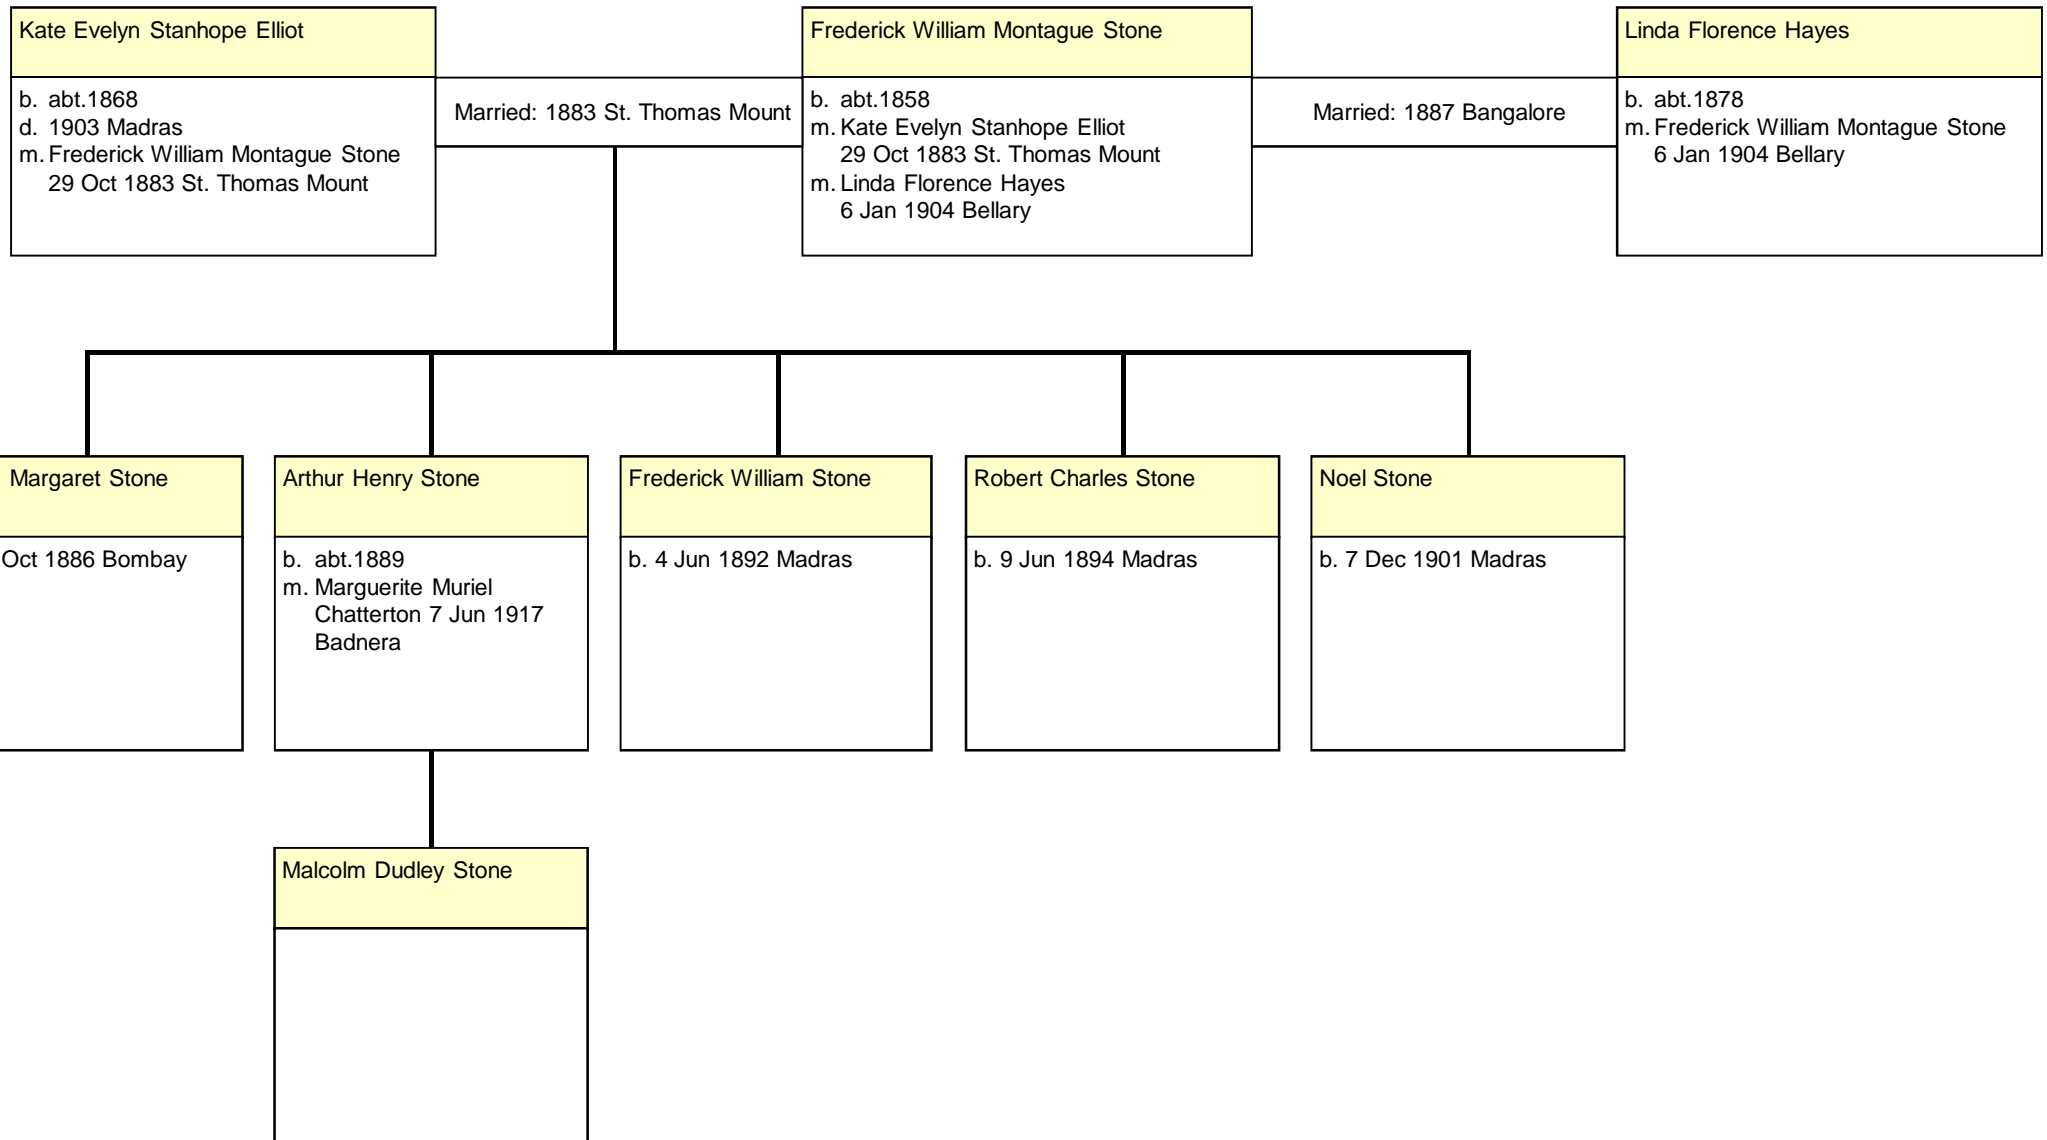 Kate Evelyn Stanhope Elliot
b. abt.1868
d. 1903 Madras
m. Frederick William Montague Stone
29 Oct 1883 St. Thomas Mount
Married: 1883 St. Thomas Mount
Frederick William Montague Stone
b. abt.1858
m. Kate Evelyn Stanhope Elliot
29 Oct 1883 St. Thomas Mount
m. Linda Florence Hayes
6 Jan 1904 Bellary
Married: 1887 Bangalore
Linda Florence Hayes
b. abt.1878
m. Frederick William Montague Stone
6 Jan 1904 Bellary
Margaret Stone
Oct 1886 Bombay
Arthur Henry Stone
b. abt.1889
m. Marguerite Muriel
Chatterton 7 Jun 1917
Badnera
Frederick William Stone
b. 4 Jun 1892 Madras
Robert Charles Stone
b. 9 Jun 1894 Madras
Noel Stone
b. 7 Dec 1901 Madras
Malcolm Dudley Stone